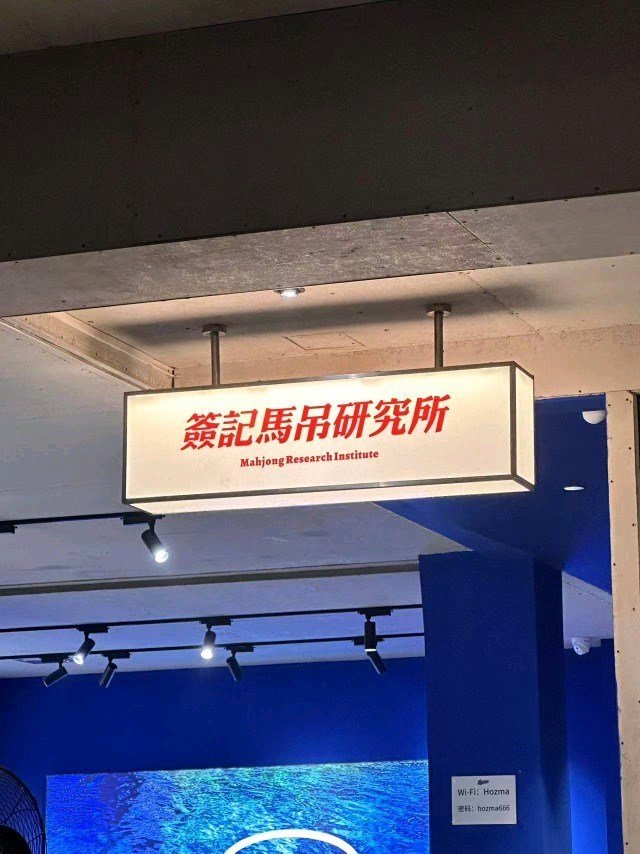 簽記馬吊研究所
Mahjong Research Institute
Wi-Fi: Hozma
密码: hozma666